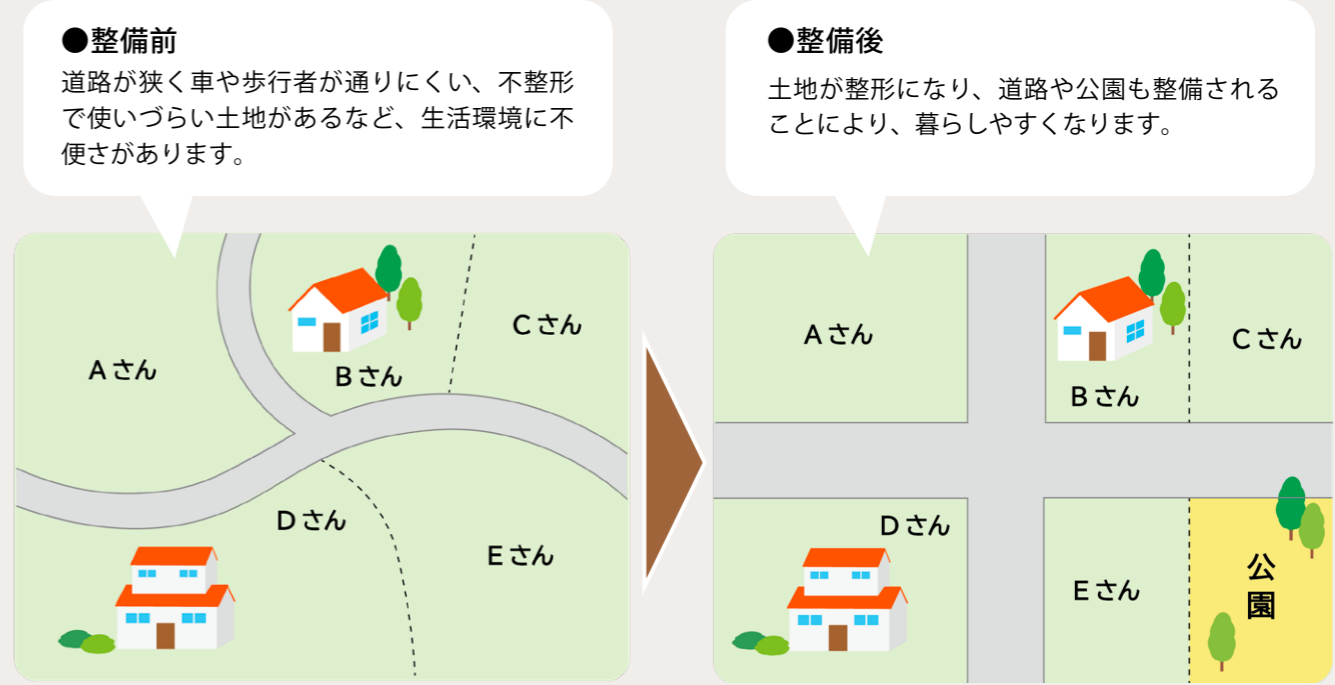 ●整備前
道路が狭く車や歩行者が通りにくい、不整形
で使いづらい土地があるなど、生活環境に不
便さがあります。
●整備後
土地が整形になり、道路や公園も整備される
ことにより、暮らしやすくなります。
Aさん
Bさん
Cさん
Dさん
Eさん
Aさん
Bさん
Cさん
Dさん
Eさん
公
園